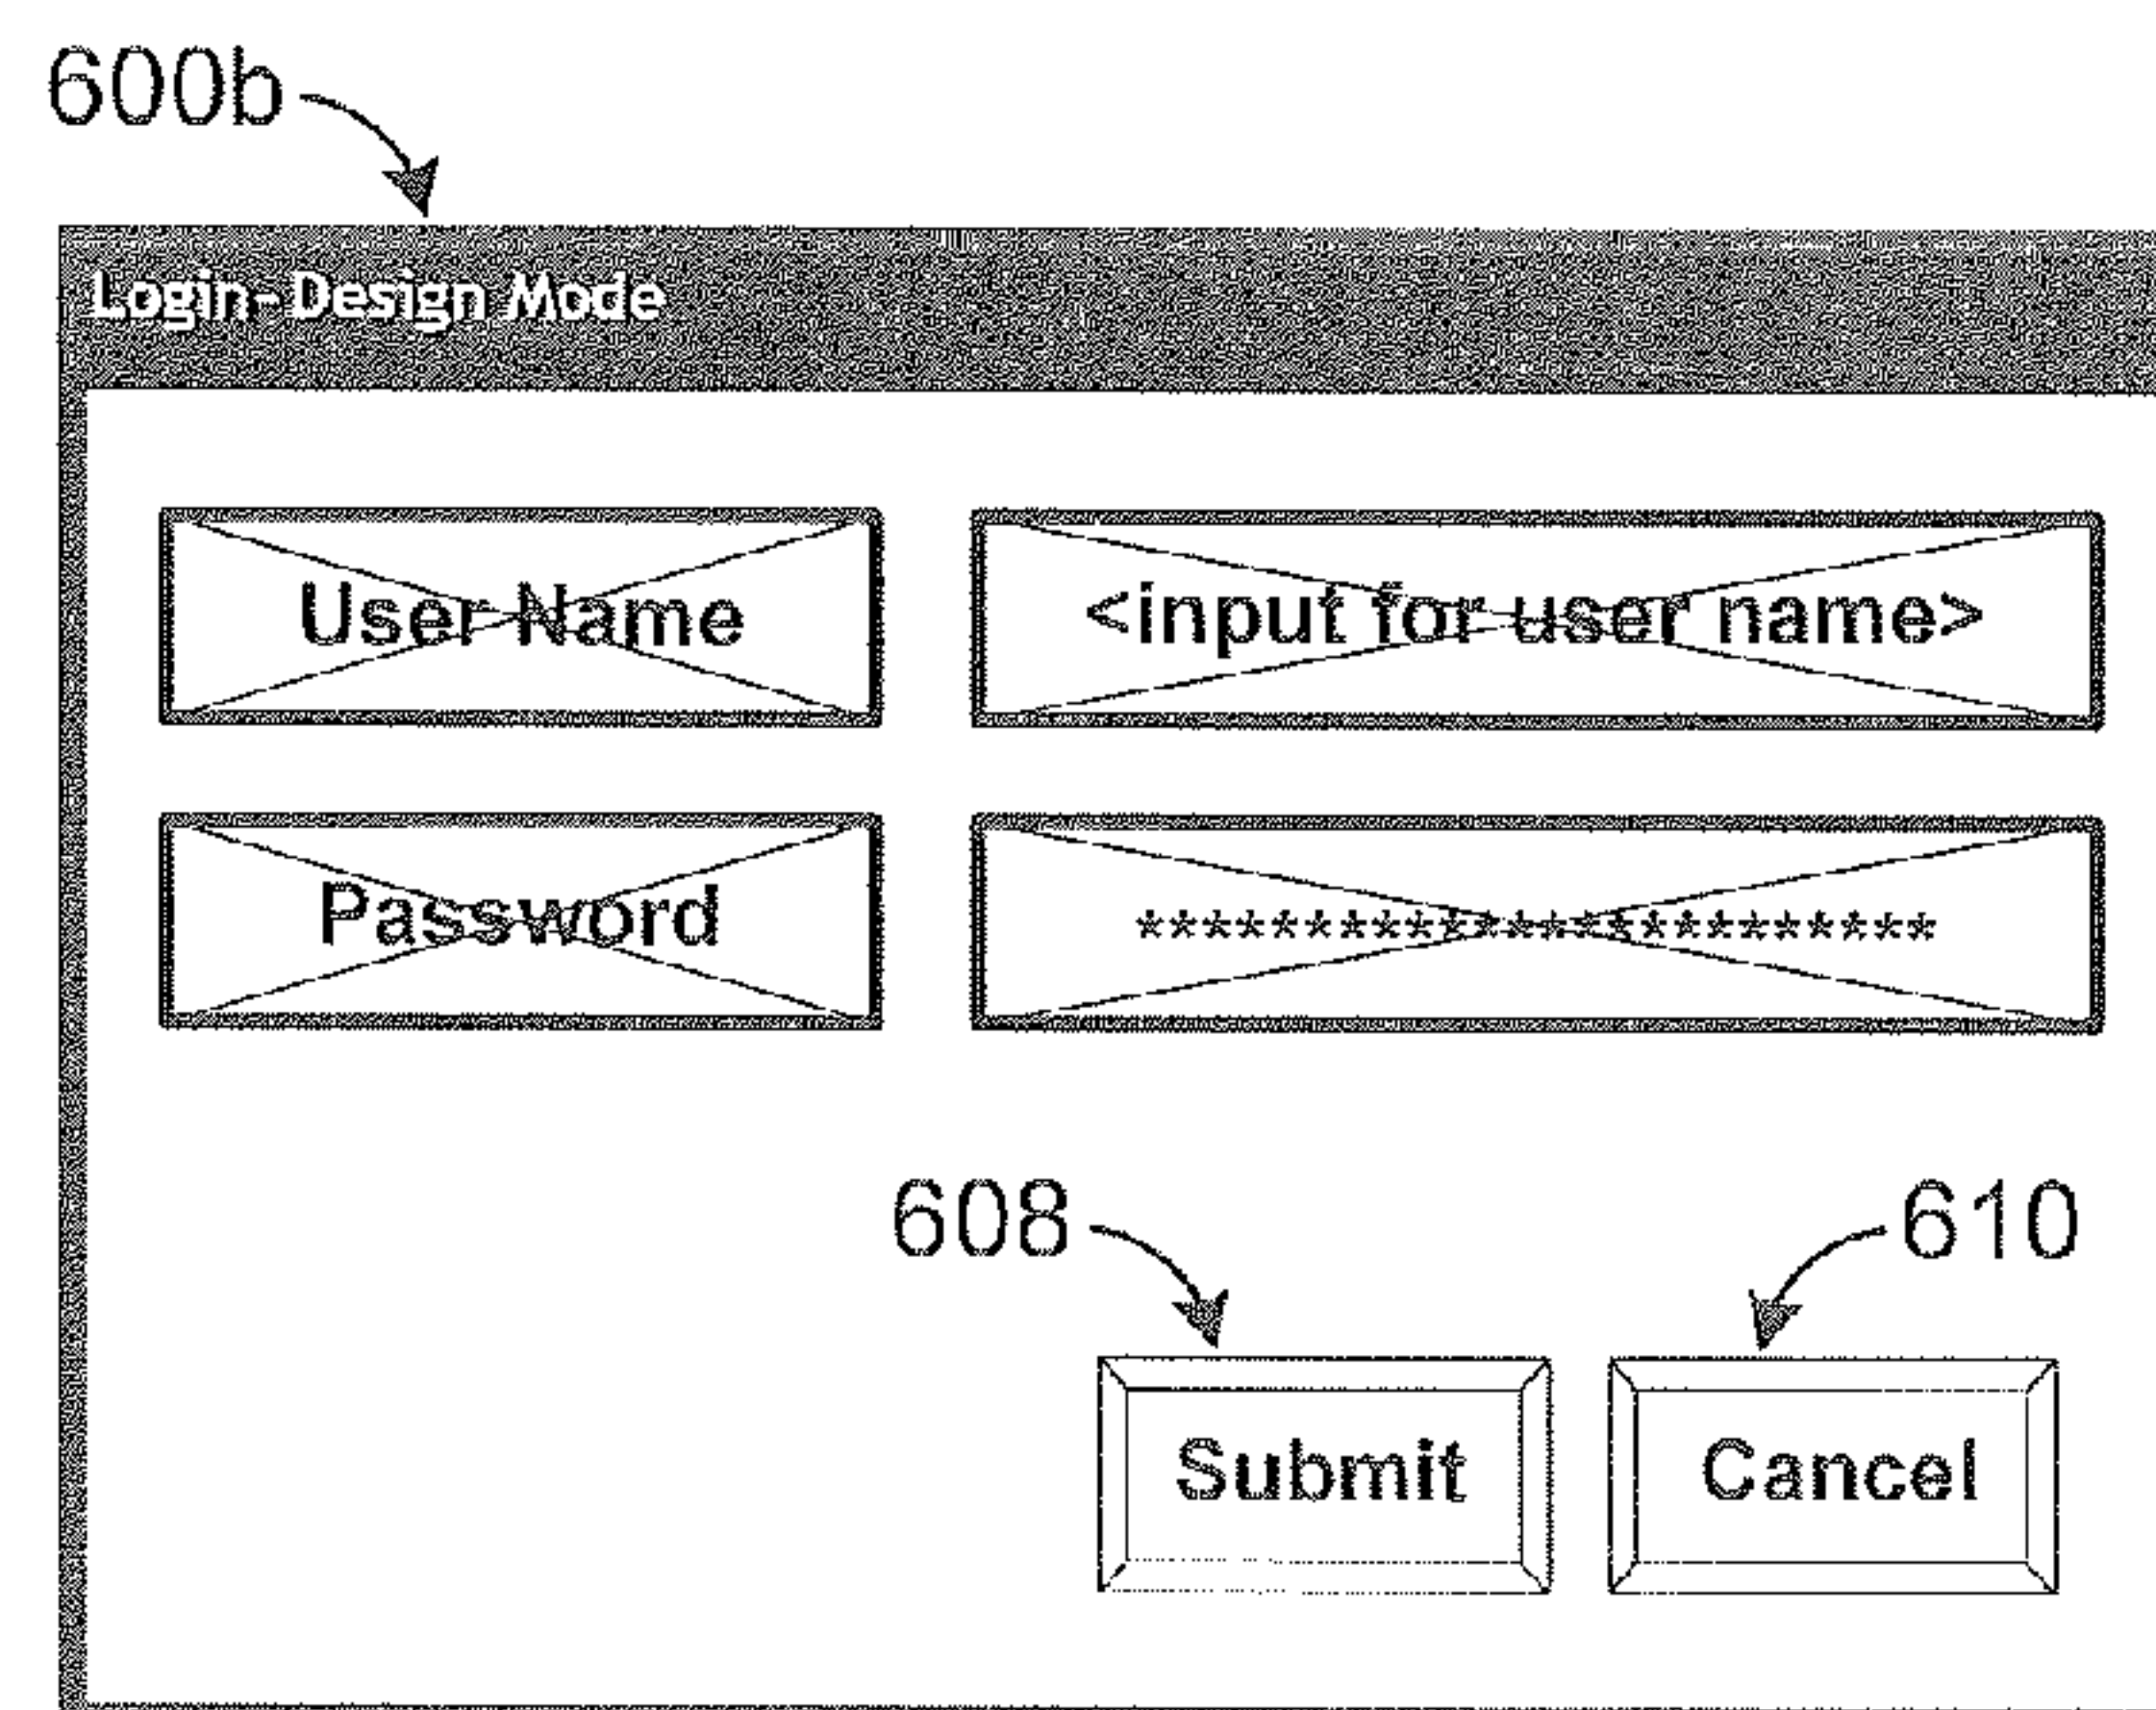 600b
Login- Design Mode
User Name <input for user name>
Password ************************
608 610
Submit Cancel